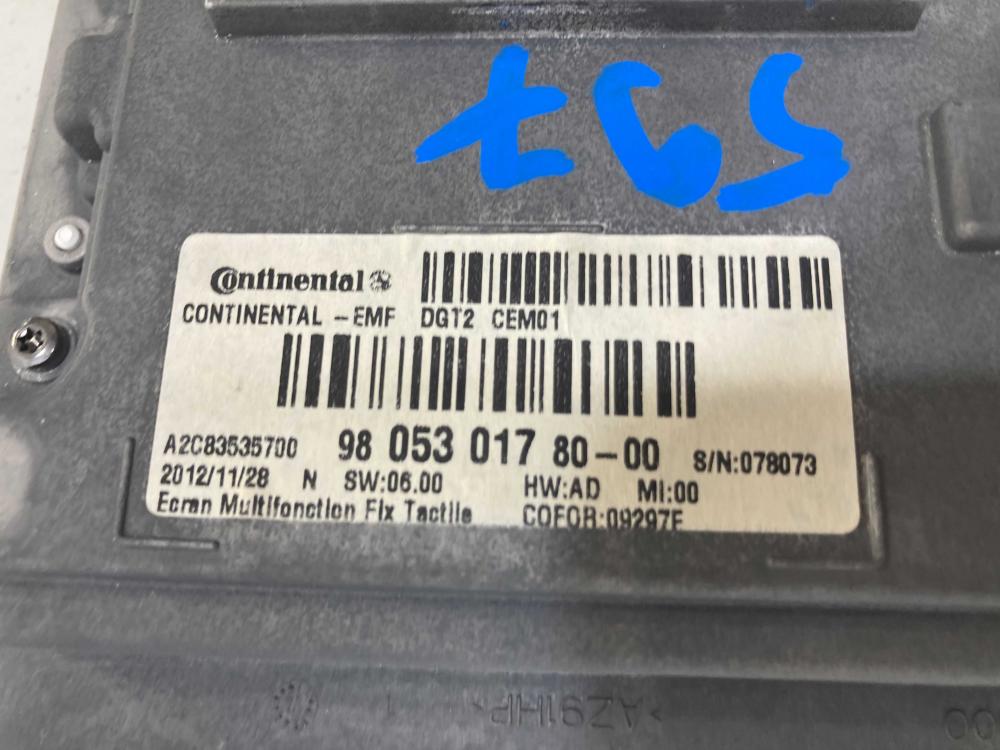 Continental
CONTINENTAL -EMF DGT2 CEM01
A2C83535700 98 053 017 80-00 S/N:078073
2012/11/28 N SW:06.00 HW:AD MI:00
Ecran Multifonction Fix Tactile COFOR:09297F
>AZ91HP<